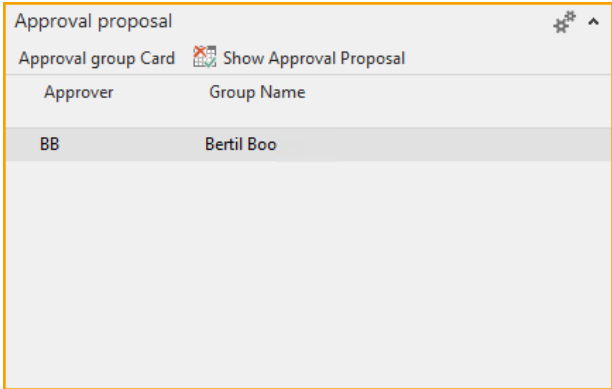 Approval proposal
Approval group Card Show Approval Proposal
Approver Group Name
BB Bertil Boo